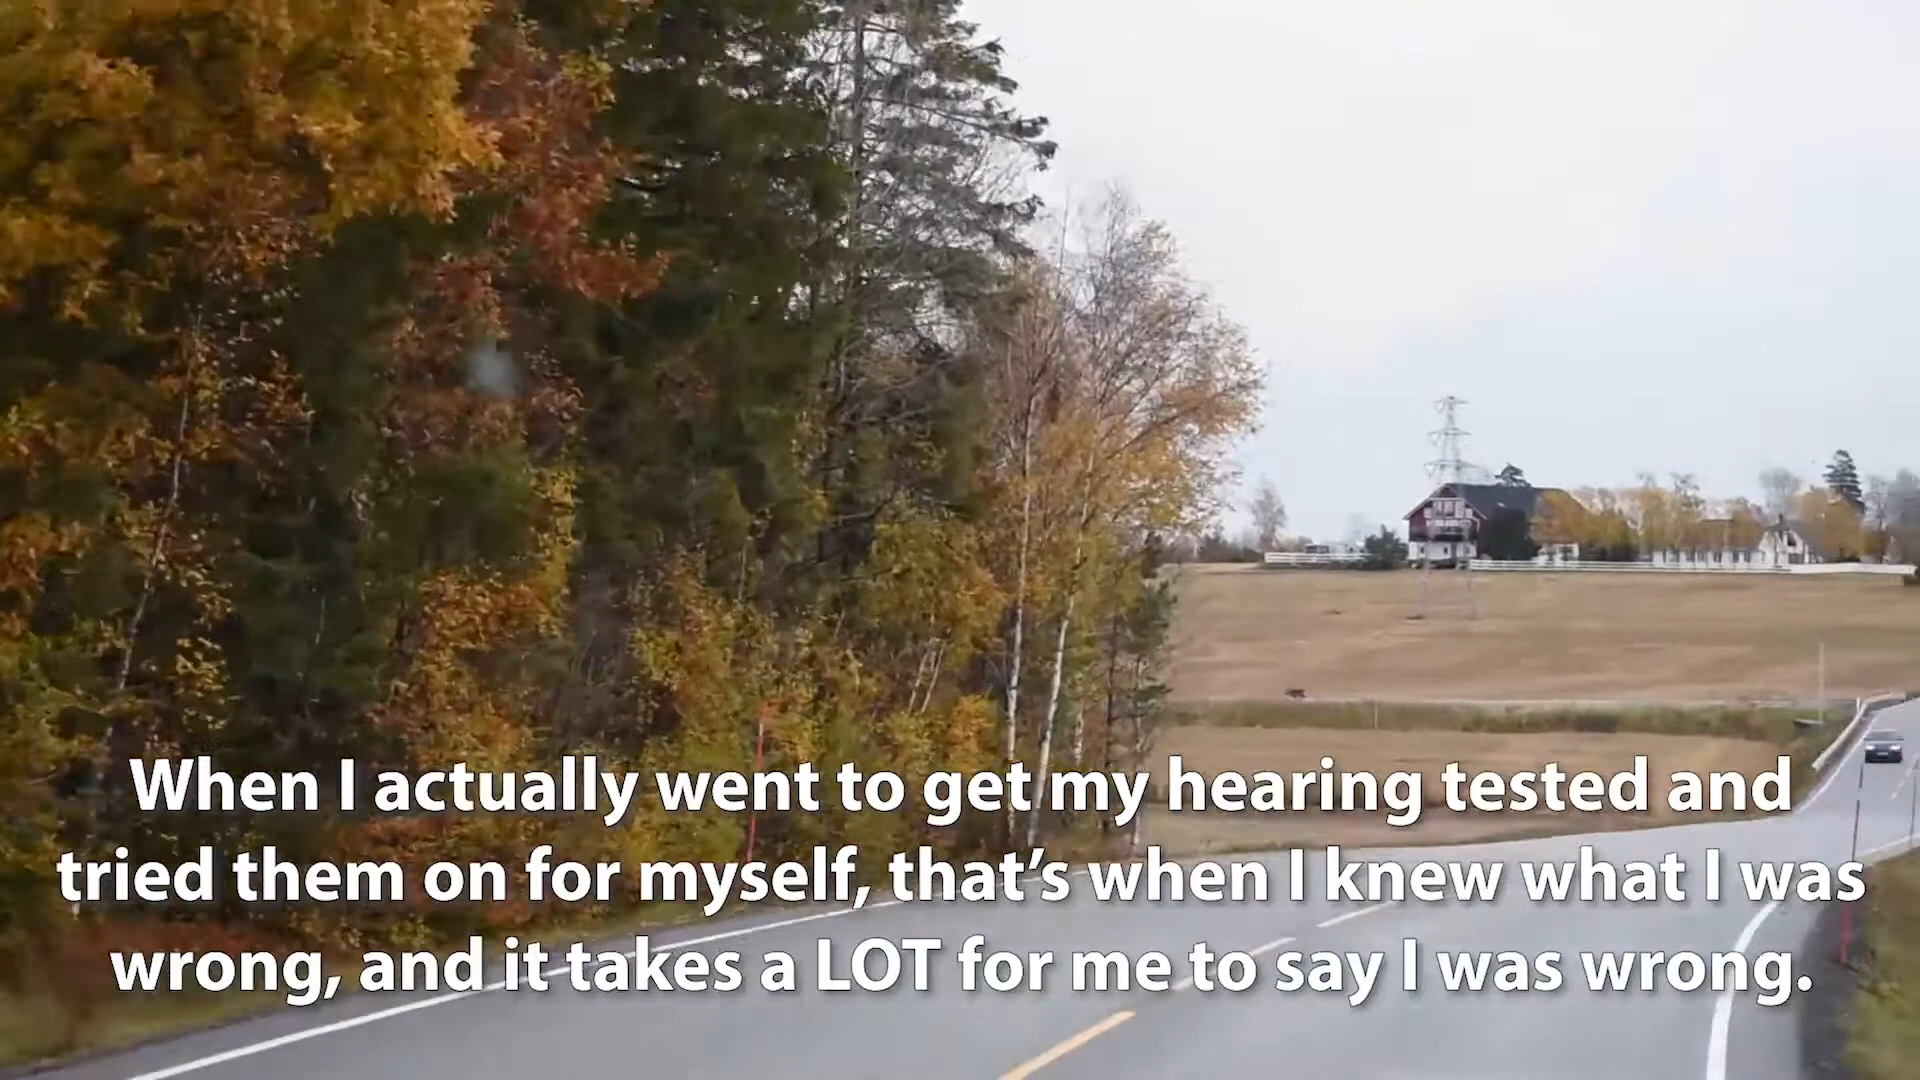 When I actually went to get my hearing tested and
tried them on for myself, that’s when I knew what I was
wrong, and it takes a LOT for me to say I was wrong.